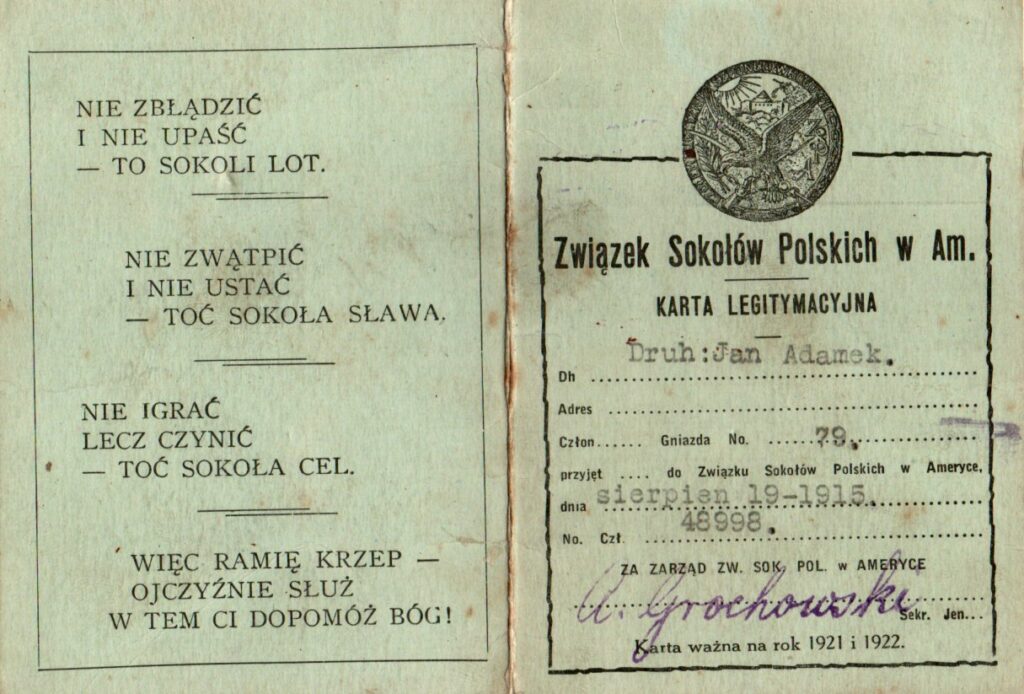 NIE ZBŁĄDZIĆ
I NIE UPAŚĆ
— TO SOKOLI LOT.
NIE ZWĄTPIĆ
I NIE USTAĆ
— TOĆ SOKOŁA SŁAWA.
NIE IGRAĆ
LECZ CZYNIĆ
— TOĆ SOKOŁA CEL.
WIĘC RAMIĘ KRZEP —
OJCZYŹNIE SŁUŻ
W TEM CI DOPOMÓŻ BÓG!
Związek Sokołów Polskich w Am.
KARTA LEGITYMACYJNA
Druh:Jan Adamek.
Dh ........................
Adres ........................
Człon...... Gniazda No. ......79.......
przyjęt .... do Związku Sokołów Polskich w Ameryce,
dnia sierpien 19-1915.
48998.
No. Czł. ........................
ZA ZARZĄD ZW. SOK. POL. w AMERYCE
A. Grochowski
Sekr. Jen...
Karta ważna na rok 1921 i 1922.